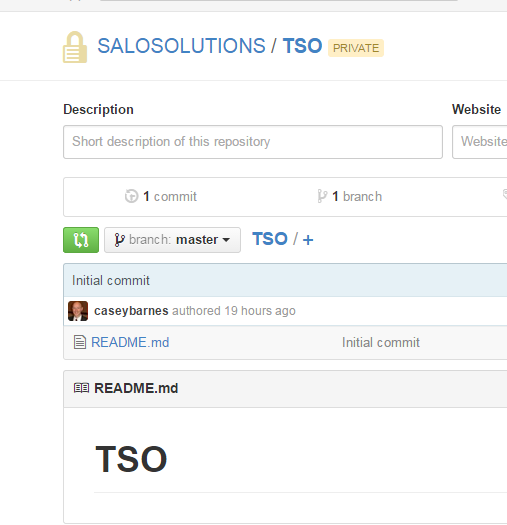 SALOSOLUTIONS / TSO PRIVATE
Description Website
Short description of this repository Website
1 commit 1 branch
branch: master TSO / +
Initial commit
caseybarnes authored 19 hours ago
README.md Initial commit
README.md
TSO